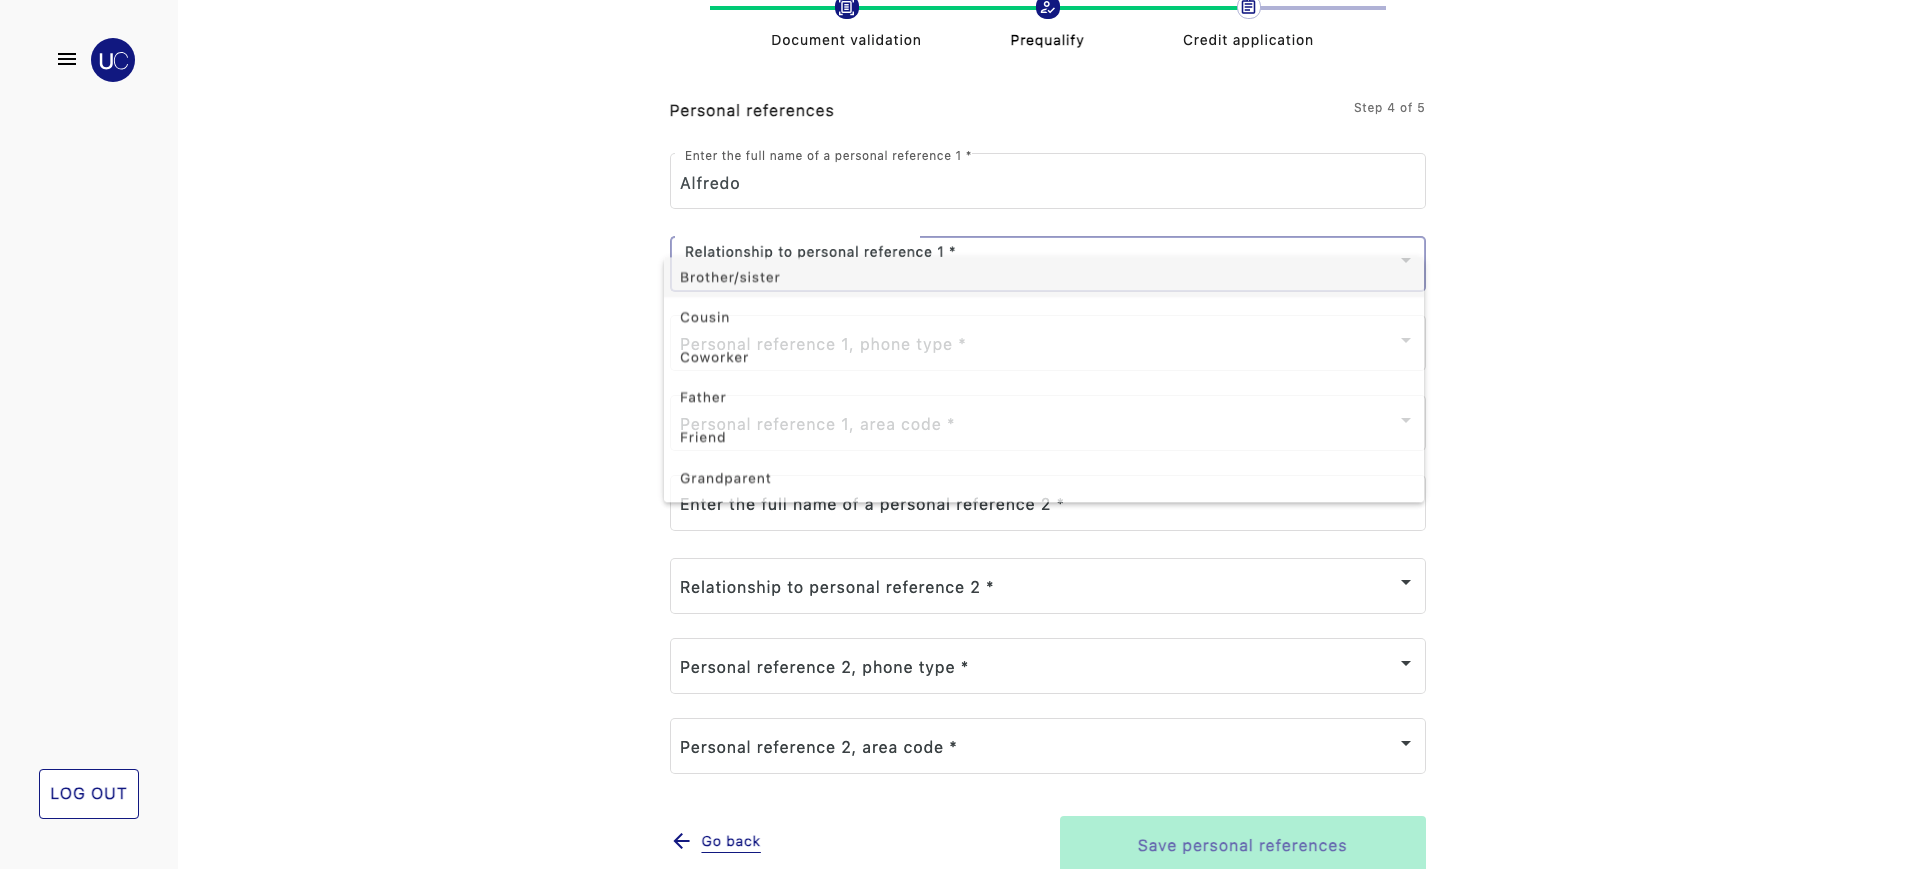 UC
Document validation
Prequalify
Credit application
Personal references
Step 4 of 5
Enter the full name of a personal reference 1 *
Alfredo
Relationship to personal reference 1 *
Brother/sister
Cousin
Personal reference 1, phone type *
Coworker
Father
Personal reference 1, area code *
Friend
Grandparent
Enter the full name of a personal reference 2 *
Relationship to personal reference 2 *
Personal reference 2, phone type *
Personal reference 2, area code *
LOG OUT
Go back
Save personal references